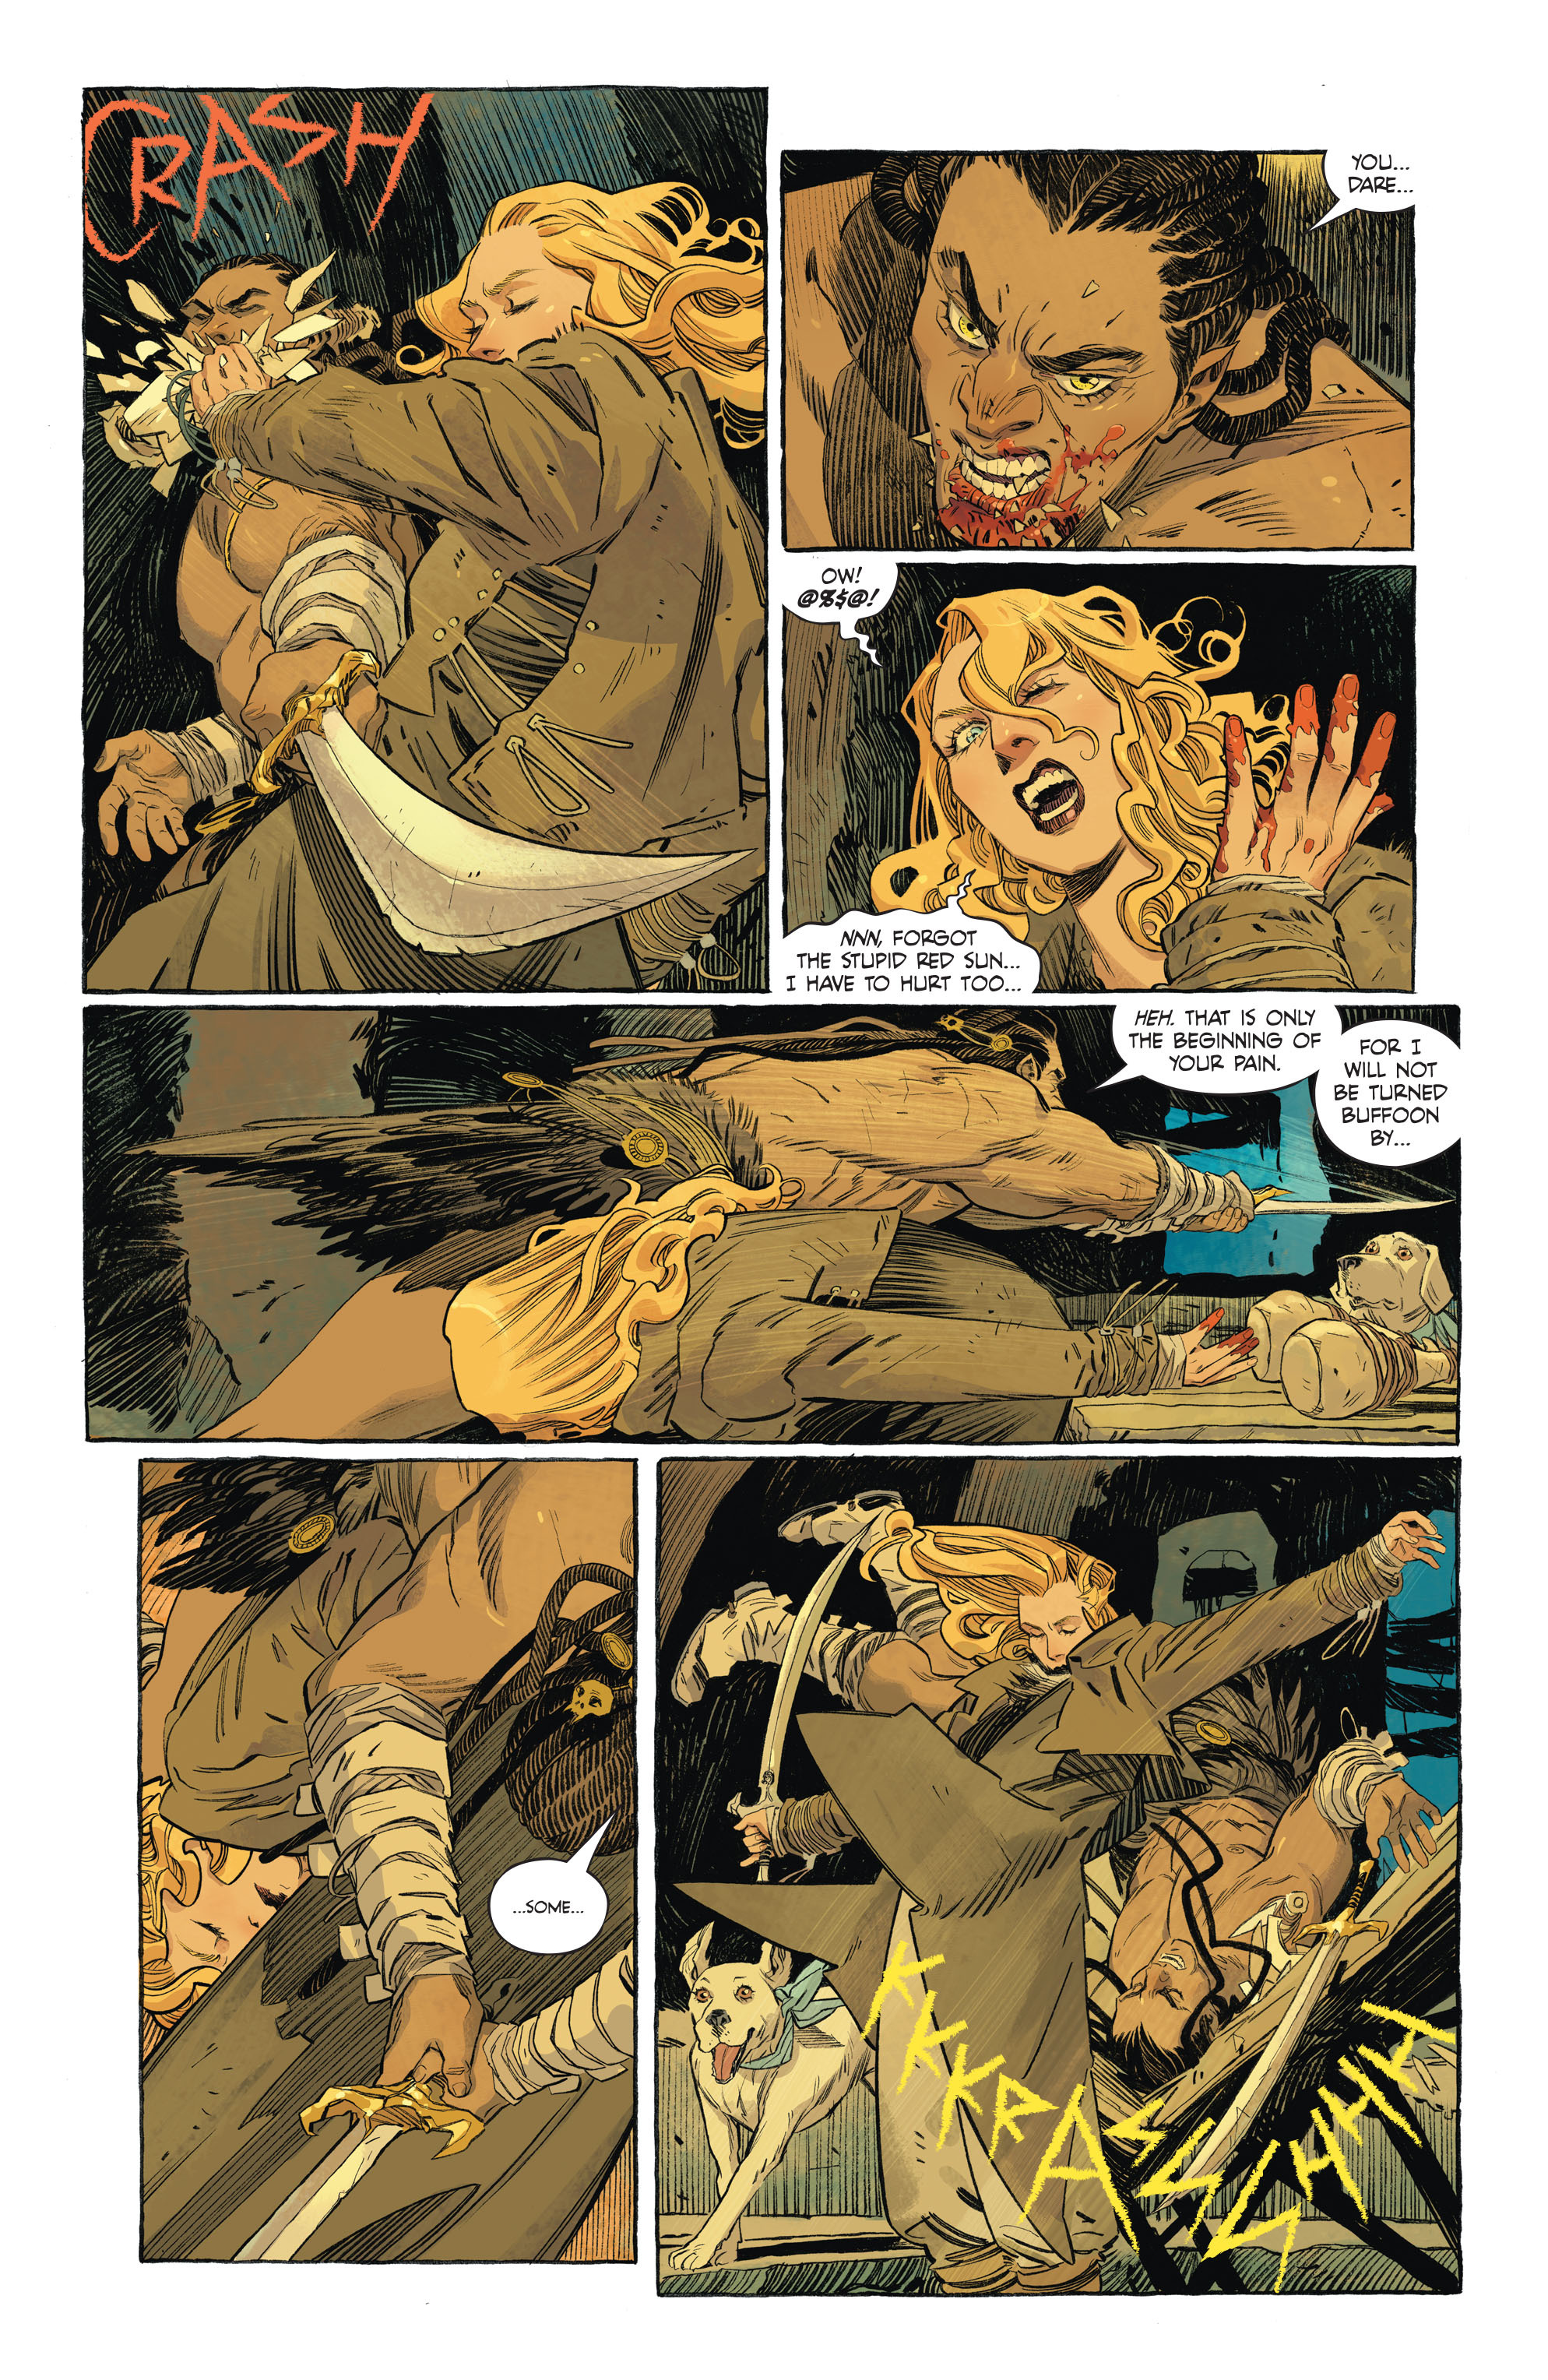 CRASH
YOU...
DARE...
OW!
@%$@!
NNN, FORGOT
THE STUPID RED SUN...
I HAVE TO HURT TOO...
HEH. THAT IS ONLY
THE BEGINNING OF
YOUR PAIN.
FOR I
WILL NOT
BE TURNED
BUFFOON
BY...
...SOME...
KKKRASSSHHH